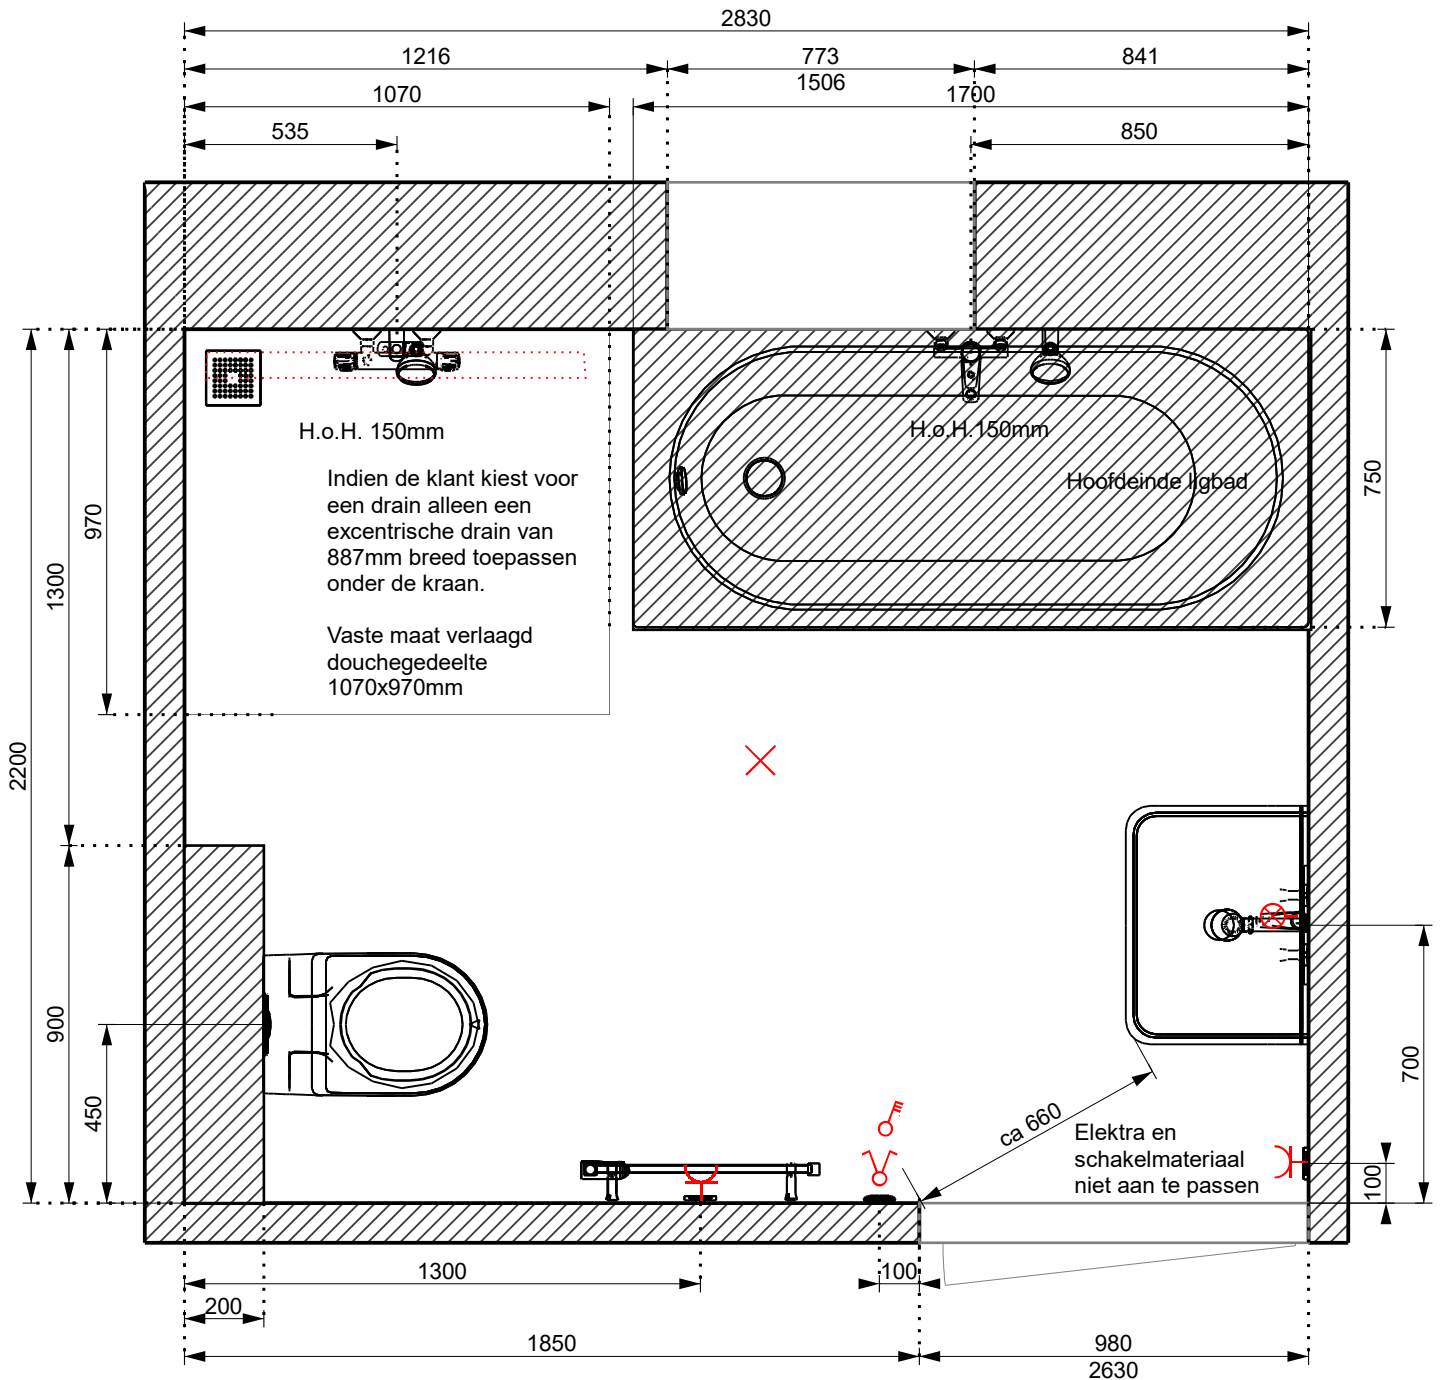 2830
1216
773
841
1506
1070
1700
535
850
H.o.H. 150mm
H.o.H.150mm
Indien de klant kiest voor
een drain alleen een
excentrische drain van
887mm breed toepassen
onder de kraan.
Vaste maat verlaagd
douchegedeelte
1070x970mm
Hoofdeinde ligbad
750
970
1300
2200
900
450
700
100
ca 660
Elektra en
schakelmateriaal
niet aan te passen
1300
100
200
1850
980
2630